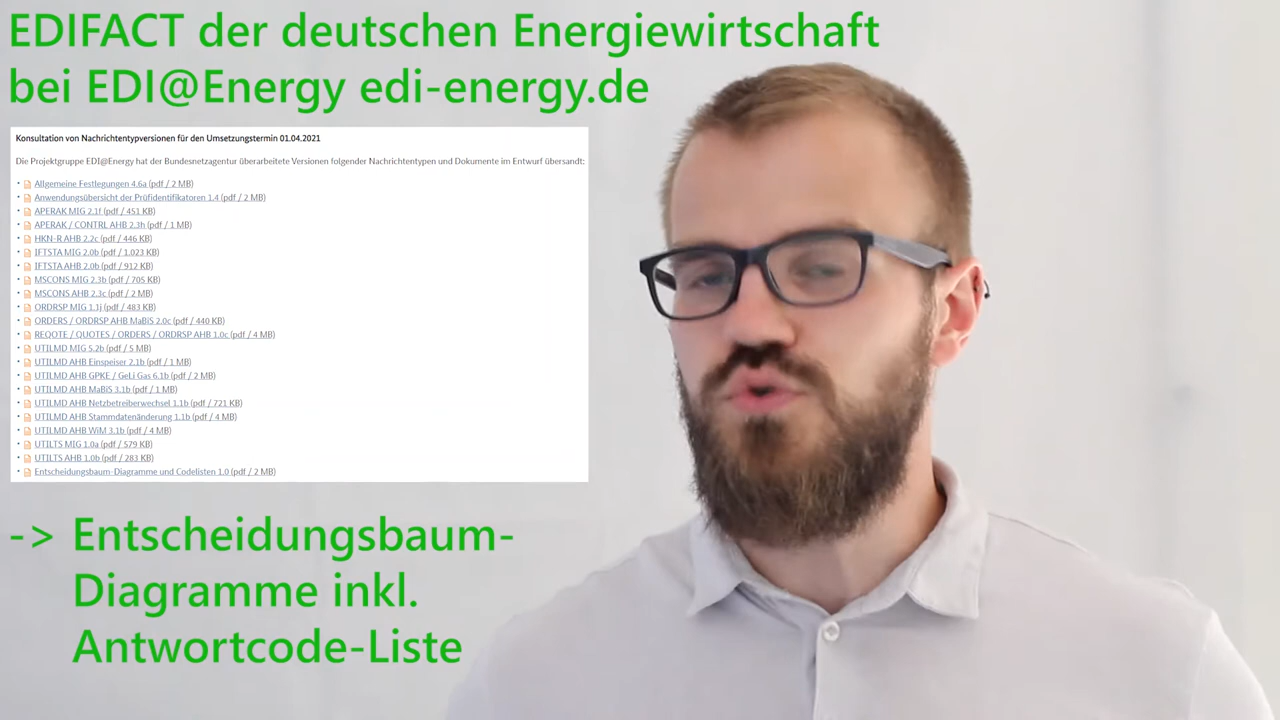 EDIFACT der deutschen Energiewirtschaft
bei EDI@Energy edi-energy.de
Konsultation von Nachrichtentypversionen für den Umsetzungstermin 01.04.2021
Die Projektgruppe EDI@Energy hat der Bundesnetzagentur überarbeitete Versionen folgender Nachrichtentypen und Dokumente im Entwurf übersandt:
Allgemeine Festlegungen 4.6a (pdf / 2 MB)
Anwendungsübersicht der Prüfidentifikatoren 1.4 (pdf / 2 MB)
APERAK MIG 2.1f (pdf / 451 KB)
APERAK / CONTRL AHB 2.3h (pdf / 1 MB)
HKN-R AHB 2.2c (pdf / 446 KB)
IFTSTA MIG 2.0b (pdf / 1.023 KB)
IFTSTA AHB 2.0b (pdf / 912 KB)
MSCONS MIG 2.3b (pdf / 705 KB)
MSCONS AHB 2.3c (pdf / 2 MB)
ORDRSP MIG 1.1j (pdf / 483 KB)
ORDERS / ORDRSP AHB MaBiS 2.0c (pdf / 440 KB)
REQOTE / QUOTES / ORDERS / ORDRSP AHB 1.0c (pdf / 4 MB)
UTILMD MIG 5.2b (pdf / 5 MB)
UTILMD AHB Einspeiser 2.1b (pdf / 1 MB)
UTILMD AHB GPKE / GeLi Gas 6.1b (pdf / 2 MB)
UTILMD AHB MaBiS 3.1b (pdf / 1 MB)
UTILMD AHB Netzbetreiberwechsel 1.1b (pdf / 721 KB)
UTILMD AHB Stammdatenänderung 1.1b (pdf / 4 MB)
UTILMD AHB WiM 3.1b (pdf / 4 MB)
UTILTS MIG 1.0a (pdf / 579 KB)
UTILTS AHB 1.0b (pdf / 283 KB)
Entscheidungsbaum-Diagramme und Codelisten 1.0 (pdf / 2 MB)
-> Entscheidungsbaum-
Diagramme inkl.
Antwortcode-Liste